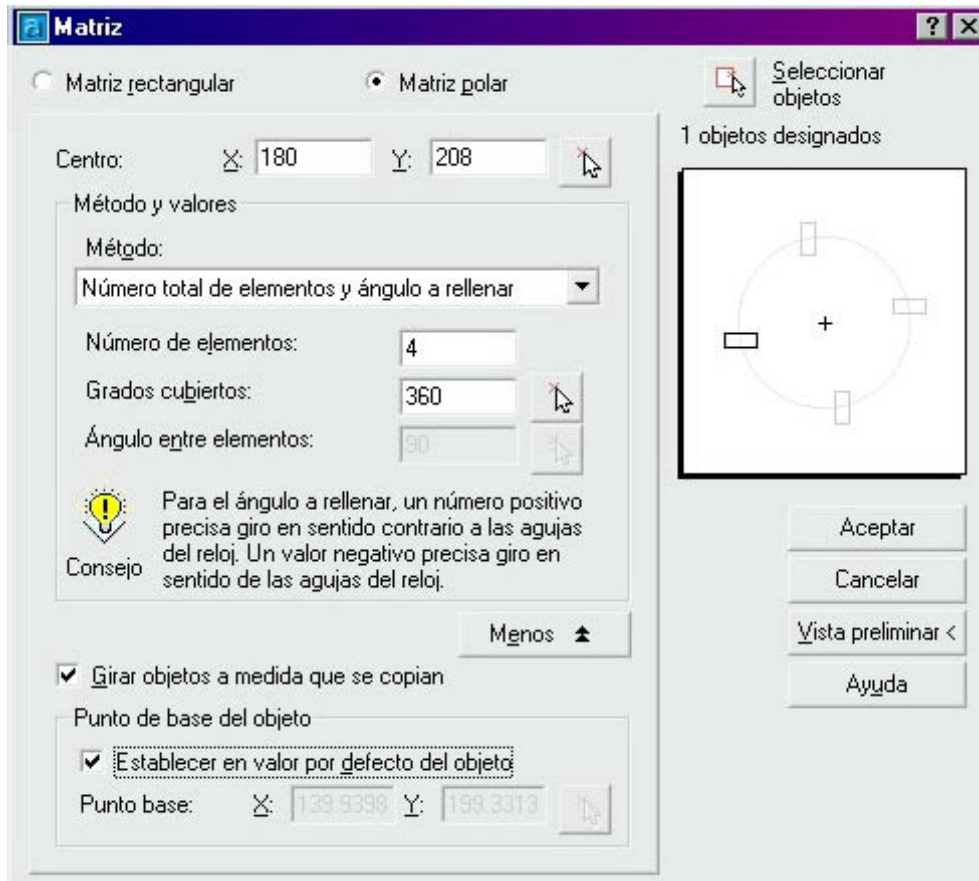 Matriz
Matriz rectangular
Matriz polar
Seleccionar
objetos
1 objetos designados
Centro: X: 180 Y: 208
Método y valores
Método:
Número total de elementos y ángulo a rellenar
Número de elementos: 4
Grados cubiertos: 360
Ángulo entre elementos: 90
Para el ángulo a rellenar, un número positivo
precisa giro en sentido contrario a las agujas
del reloj. Un valor negativo precisa giro en
sentido de las agujas del reloj.
Consejo
Menos
Girar objetos a medida que se copian
Punto de base del objeto
Establecer en valor por defecto del objeto
Punto base: X: 139.9398 Y: 199.3313
Aceptar
Cancelar
Vista preliminar <
Ayuda